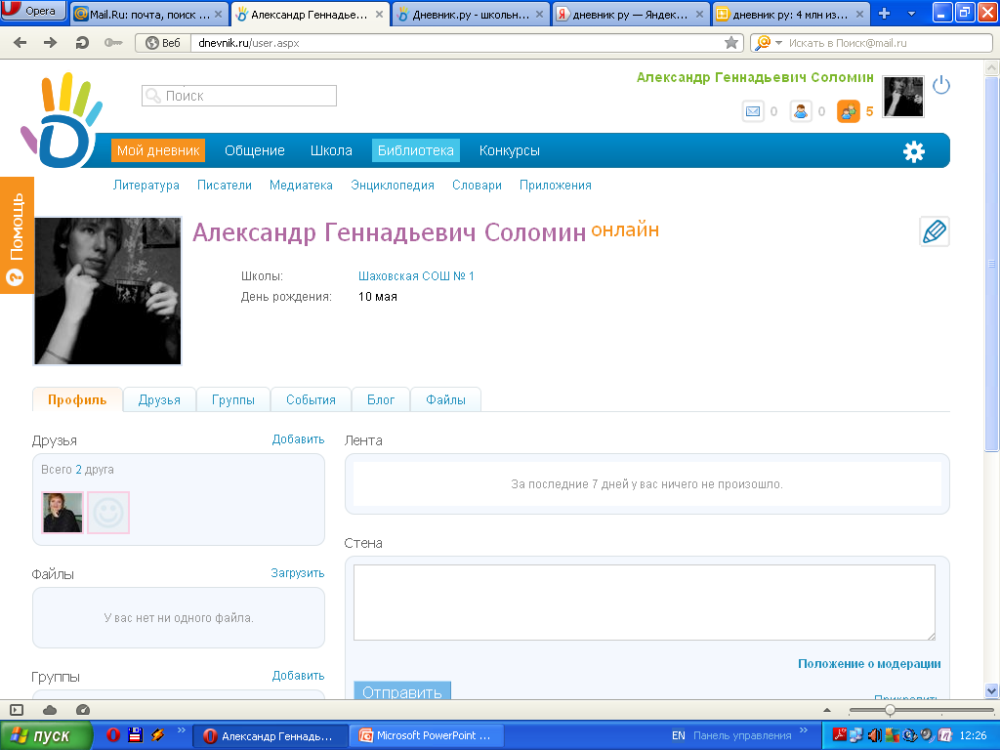 Opera
Mail.Ru: почта, поиск ...
Александр Геннадье...
Дневник.ру - школьн...
дневник ру — Яндек...
дневник ру: 4 млн из...
Веб
dnevnik.ru/user.aspx
Искать в Поиск@mail.ru
Александр Геннадьевич Соломин
Поиск
0
0
5
Мой дневник
Общение
Школа
Библиотека
Конкурсы
Литература
Писатели
Медиатека
Энциклопедия
Словари
Приложения
Помощь
Александр Геннадьевич Соломин онлайн
Школы: Шаховская СОШ № 1
День рождения: 10 мая
Профиль
Друзья
Группы
События
Блог
Файлы
Друзья
Добавить
Всего 2 друга
Лента
За последние 7 дней у вас ничего не произошло.
Стена
Файлы
Загрузить
У вас нет ни одного файла.
Положение о модерации
Группы
Добавить
Отправить
Прикрепить
пуск
Александр Геннадь...
Microsoft PowerPoint ...
EN
Панель управления
12:26